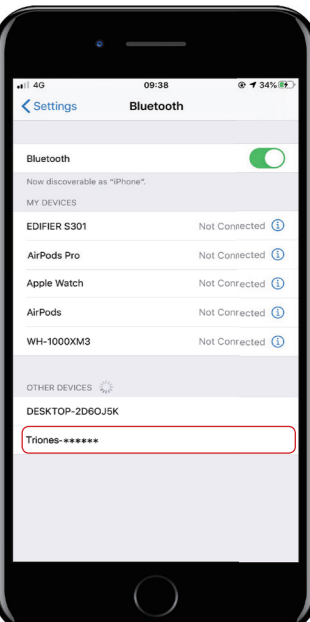 4G 09:38 34%
Settings Bluetooth
Bluetooth
Now discoverable as "iPhone".
MY DEVICES
EDIFIER S301 Not Connected
AirPods Pro Not Connected
Apple Watch Not Connected
AirPods Not Connected
WH-1000XM3 Not Connected
OTHER DEVICES
DESKTOP-2D6OJ5K
Triones-******